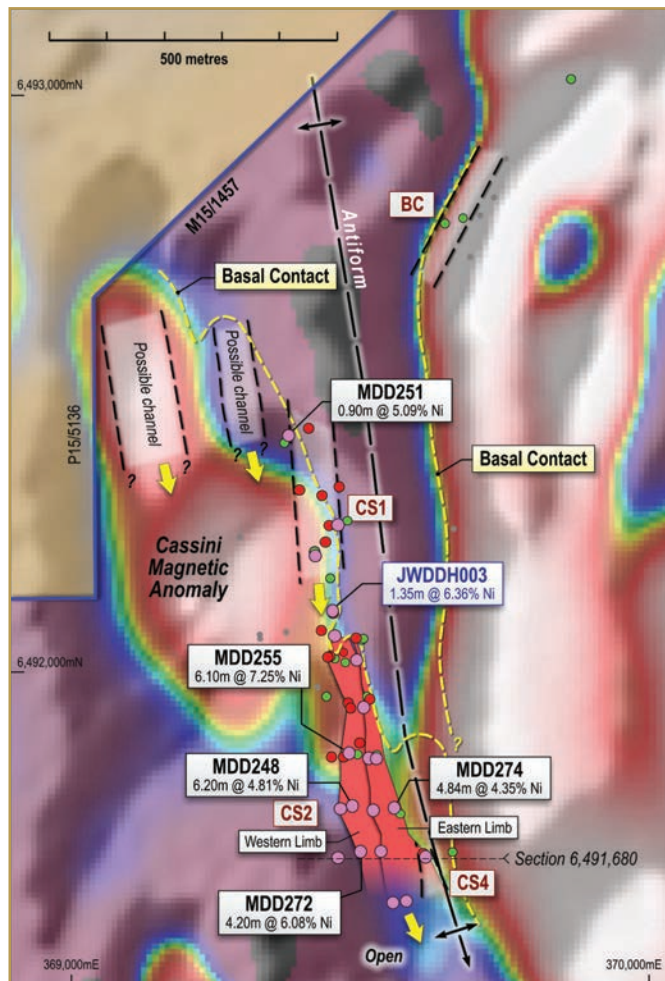 500 metres
6,493,000mN
M15/1457
BC
Antiform
Basal Contact
Possible channel
Possible channel
MDD251
0.90m @ 5.09% Ni
P15/5136
Basal Contact
?
?
?
?
CS1
Cassini
Magnetic
Anomaly
JWDDH003
1.35m @ 6.36% Ni
6,492,000mN
MDD255
6.10m @ 7.25% Ni
?
MDD248
6.20m @ 4.81% Ni
MDD274
4.84m @ 4.35% Ni
CS2
Western Limb
Eastern Limb
Section 6,491,680
CS4
MDD272
4.20m @ 6.08% Ni
Open
369,000mE
370,000mE